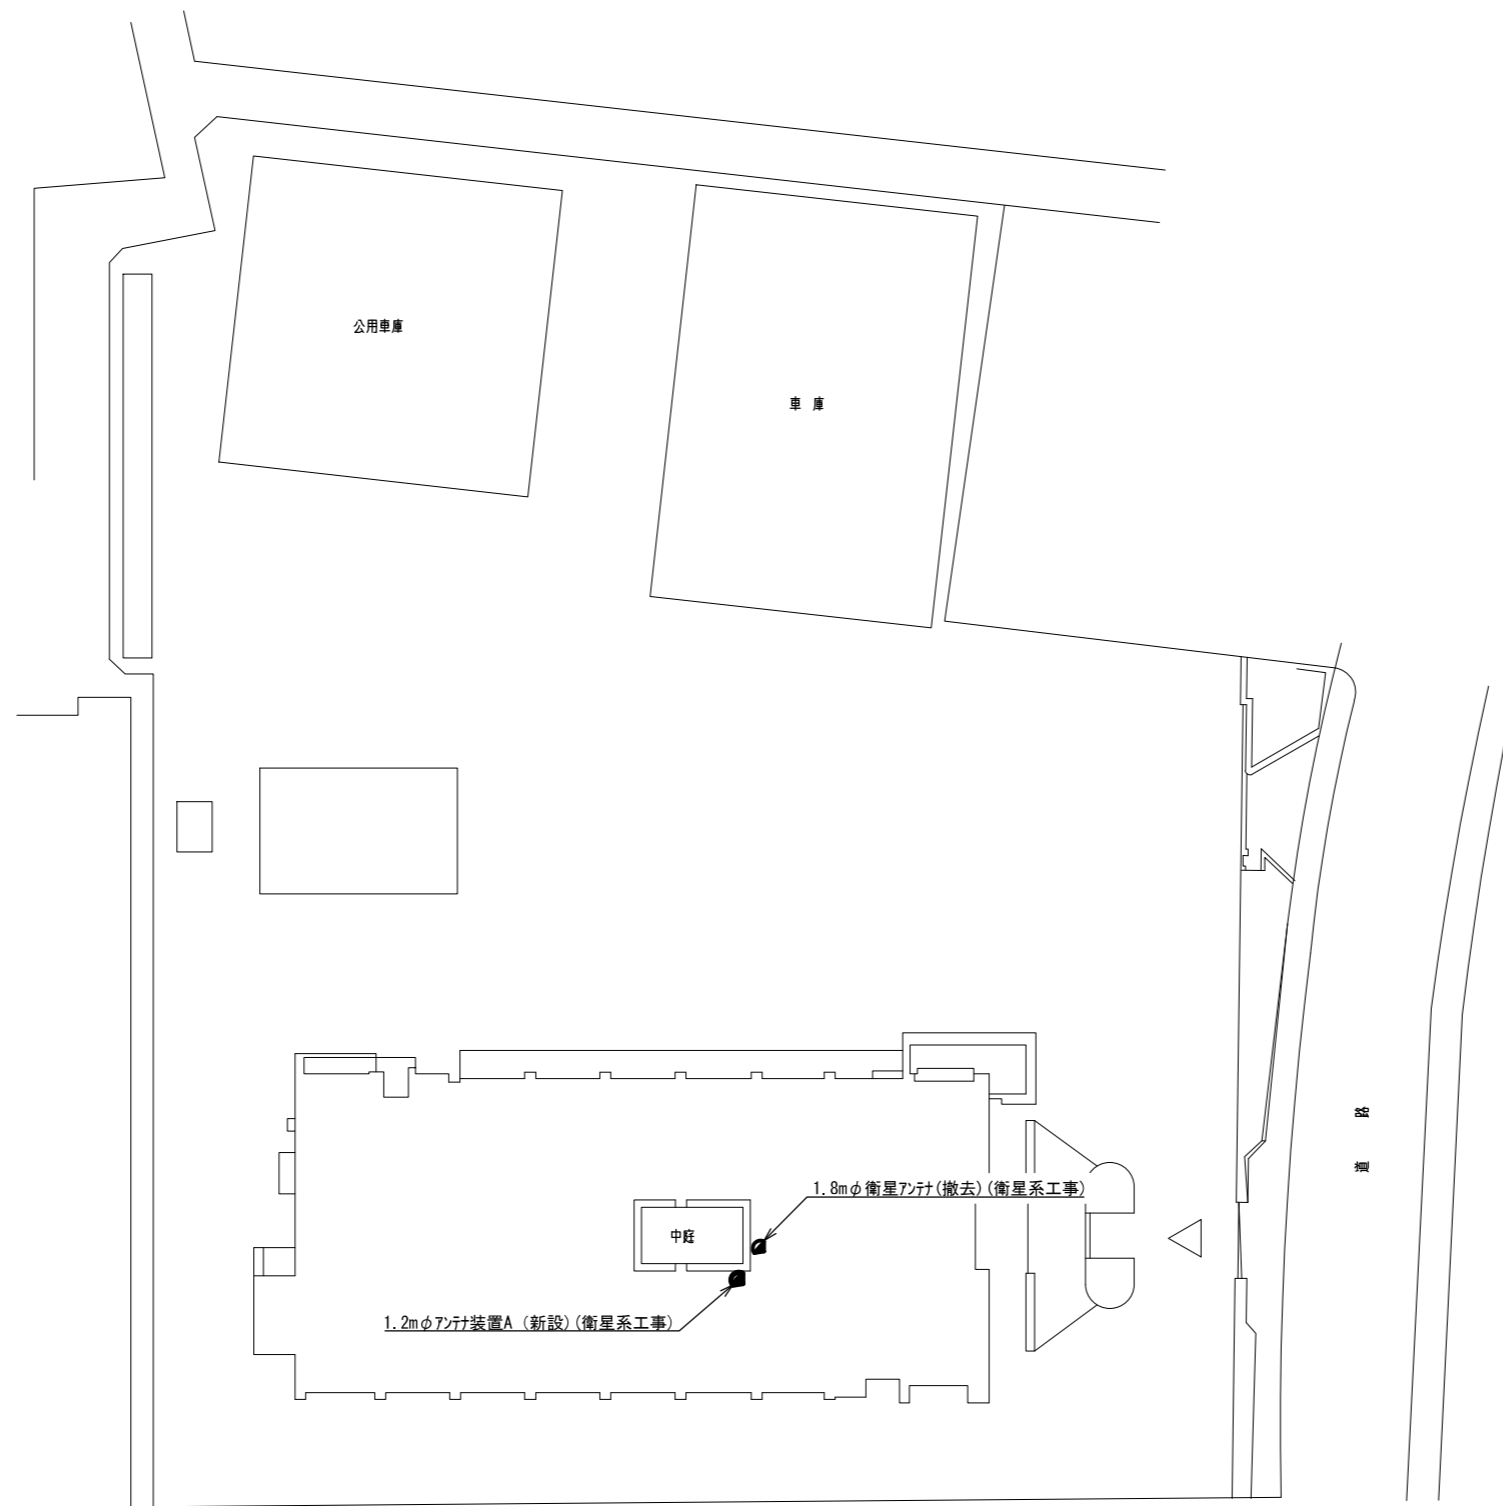 公用車庫
車 庫
道 路
1.8mφ衛星ｱﾝﾃﾅ(撤去)(衛星系工事)
中庭
1.2mφｱﾝﾃﾅ装置A (新設)(衛星系工事)